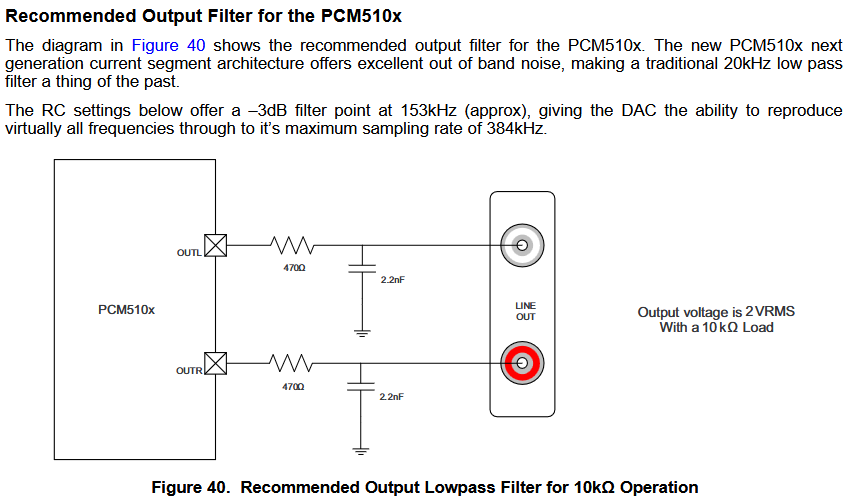 Recommended Output Filter for the PCM510x
The diagram in Figure 40 shows the recommended output filter for the PCM510x. The new PCM510x next
generation current segment architecture offers excellent out of band noise, making a traditional 20kHz low pass
filter a thing of the past.
The RC settings below offer a –3dB filter point at 153kHz (approx), giving the DAC the ability to reproduce
virtually all frequencies through to it's maximum sampling rate of 384kHz.
OUTL
470Ω
2.2nF
PCM510x
LINE
OUT
Output voltage is 2VRMS
With a 10kΩ Load
OUTR
470Ω
2.2nF
Figure 40. Recommended Output Lowpass Filter for 10kΩ Operation